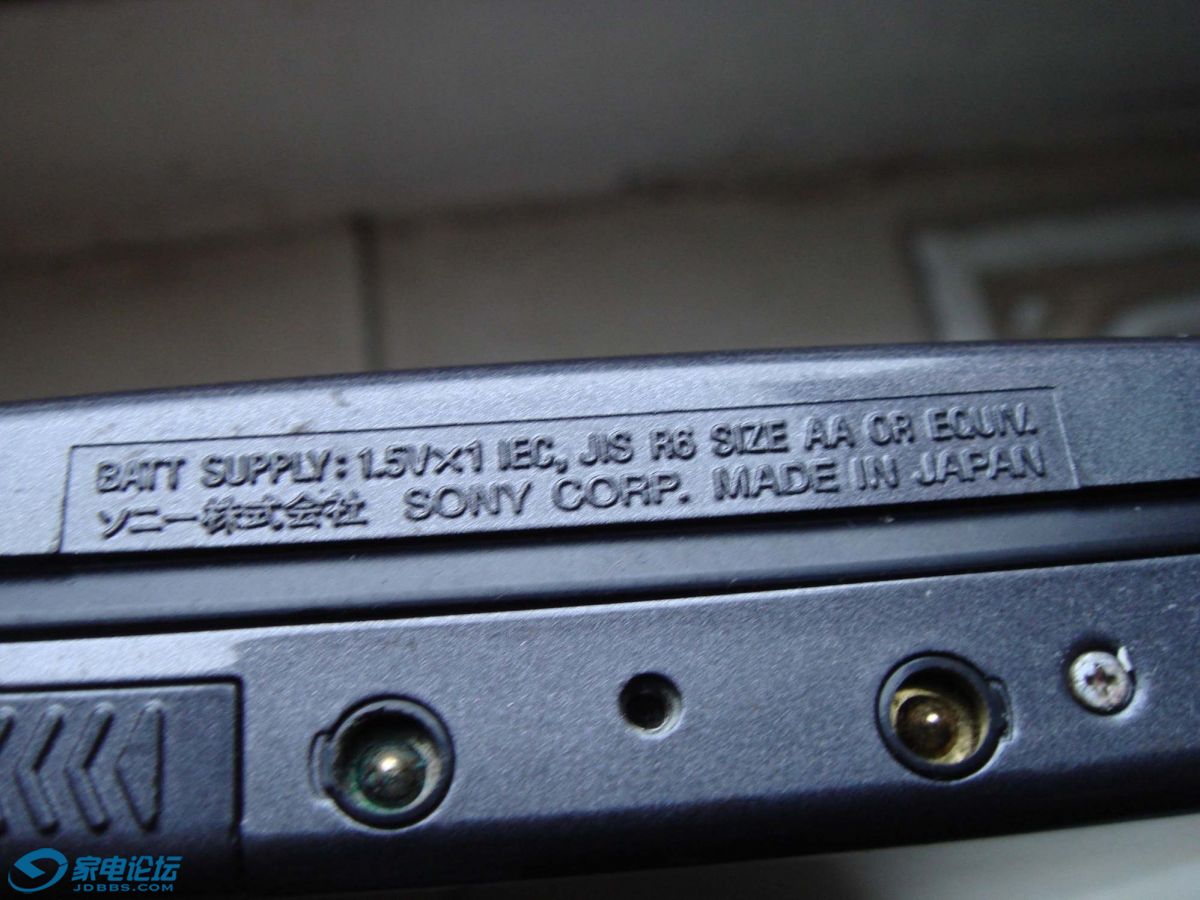 BATT SUPPLY: 1.5V×1 IEC, JIS R6 SIZE AA OR EQUIV.
ソニー株式会社 SONY CORP. MADE IN JAPAN
家电论坛
JDBBS.COM